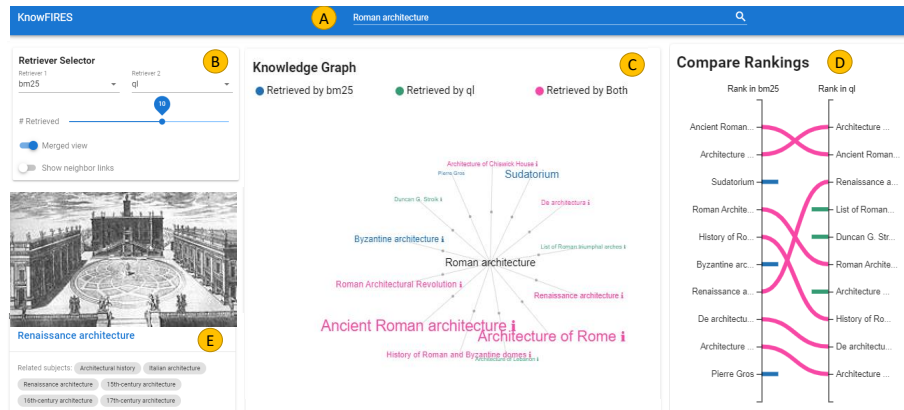 KnowFIRES
A
Roman architecture
Retriever Selector
B
Retriever 1
Retriever 2
bm25
ql
10
# Retrieved
Merged view
Show neighbor links
Renaissance architecture
E
Related subjects:
Architectural history
Italian architecture
Renaissance architecture
15th-century architecture
16th-century architecture
17th-century architecture
Knowledge Graph
C
Retrieved by bm25
Retrieved by ql
Retrieved by Both
Architecture of Chiswick House i
Pierre Gros
Sudatorium
Duncan G. Stroik i
De architectura i
Byzantine architecture i
List of Roman triumphal arches i
Roman architecture
Roman Architectural Revolution i
Renaissance architecture i
Ancient Roman architecture i
Architecture of Rome i
History of Roman and Byzantine domes i
Architecture of Lebanon i
Compare Rankings
D
Rank in bm25
Rank in ql
Ancient Roman...
Architecture ...
Architecture ...
Ancient Roman...
Sudatorium
Renaissance a...
Roman Archite...
List of Roman...
History of Ro...
Duncan G. Str...
Byzantine arc...
Roman Archite...
Renaissance a...
Architecture ...
De architectu...
History of Ro...
Architecture ...
De architectu...
Pierre Gros
Architecture ...